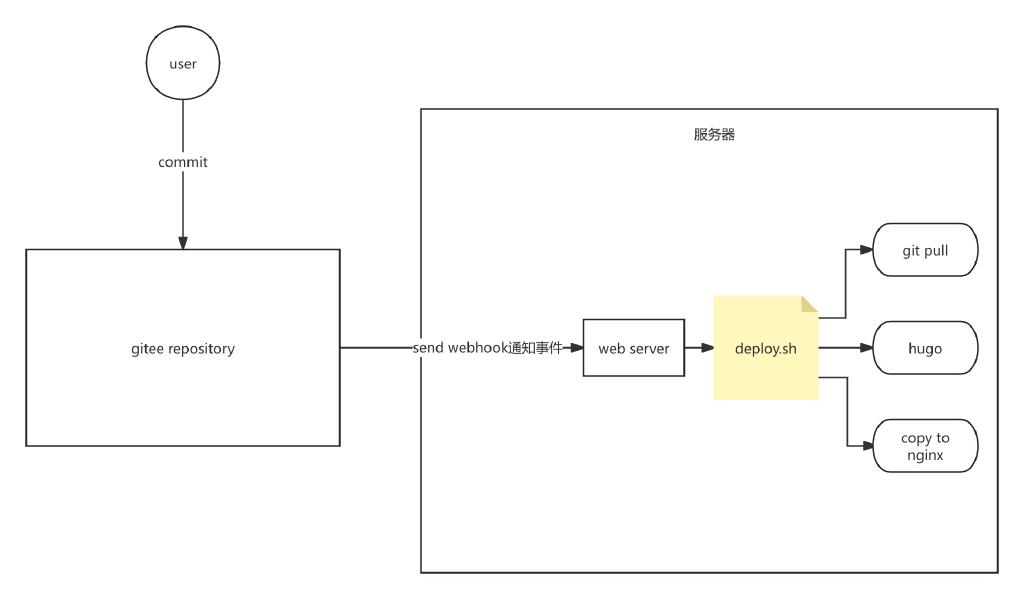 user
commit
服务器
git pull
gitee repository
send webhook通知事件
web server
deploy.sh
hugo
copy to
nginx